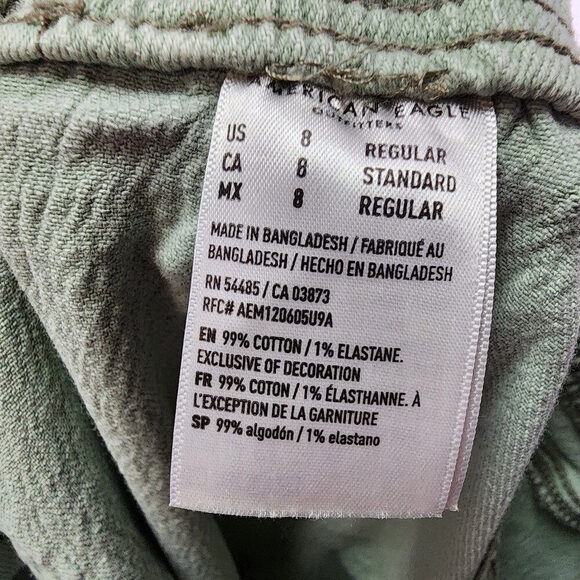 AMERICAN EAGLE
OUTFITTERS
US 8 REGULAR
CA 8 STANDARD
MX 8 REGULAR
MADE IN BANGLADESH / FABRIQUÉ AU
BANGLADESH / HECHO EN BANGLADESH
RN 54485 / CA 03873
RFC# AEM120605U9A
EN 99% COTTON / 1% ELASTANE.
EXCLUSIVE OF DECORATION
FR 99% COTON / 1% ÉLASTHANNE. À
L'EXCEPTION DE LA GARNITURE
SP 99% algodón / 1% elastano